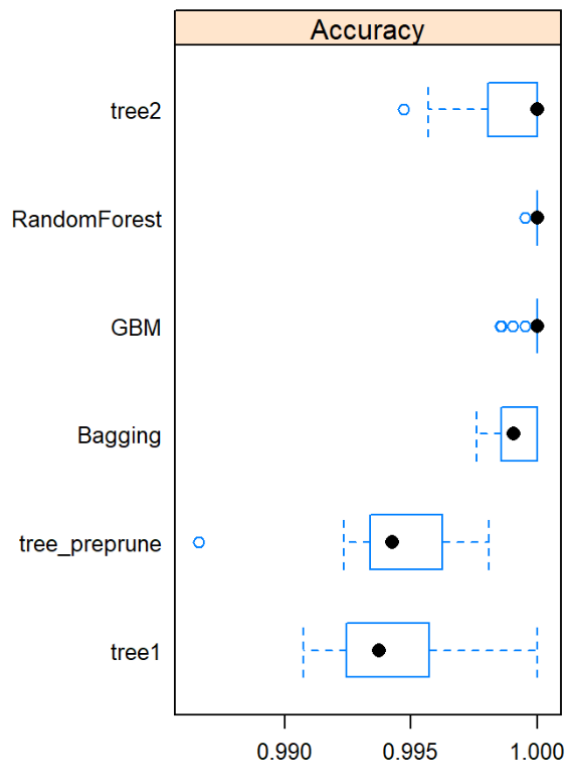 Accuracy
tree2
RandomForest
GBM
Bagging
tree_preprune
tree1
0.990 0.995 1.000